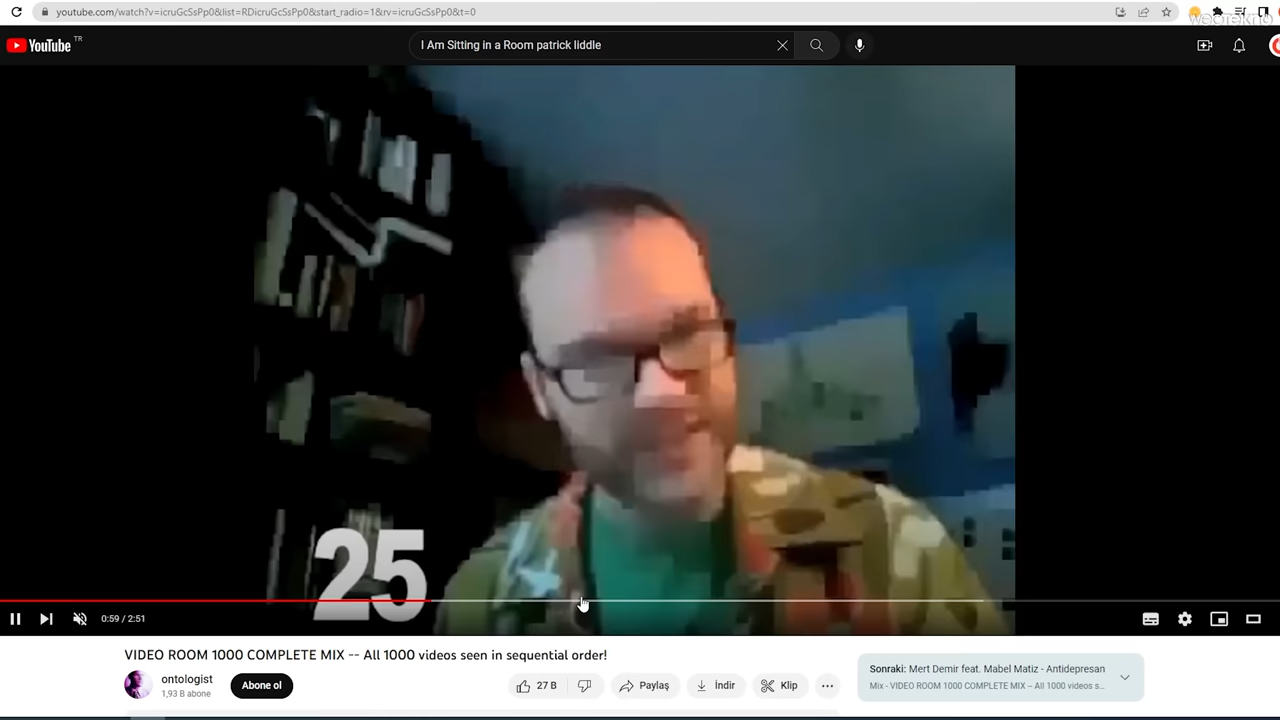 youtube.com/watch?v=icruGcSsPp0&list=RDicruGcSsPp0&start_radio=1&rv=icruGcSsPp0&t=0
webtekno
YouTube TR
I Am Sitting in a Room patrick liddle
25
0:59 / 2:51
VIDEO ROOM 1000 COMPLETE MIX -- All 1000 videos seen in sequential order!
ontologist
1,93 B abone
Abone ol
27 B
Paylaş
İndir
Klip
Sonraki: Mert Demir feat. Mabel Matiz - Antidepresan
Mix - VIDEO ROOM 1000 COMPLETE MIX -- All 1000 videos s...